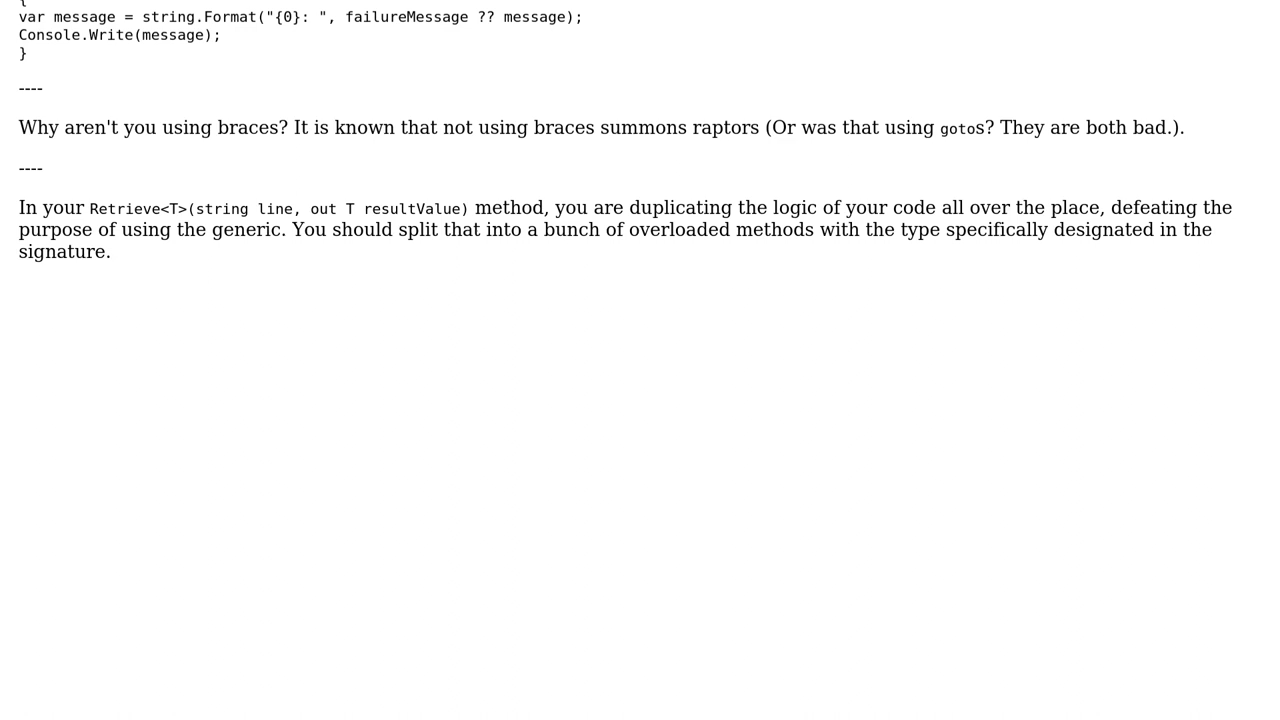 {
var message = string.Format("{0}: ", failureMessage ?? message);
Console.Write(message);
}
----
Why aren't you using braces? It is known that not using braces summons raptors (Or was that using gotos? They are both bad.).
----
In your Retrieve<T>(string line, out T resultValue) method, you are duplicating the logic of your code all over the place, defeating the
purpose of using the generic. You should split that into a bunch of overloaded methods with the type specifically designated in the
signature.